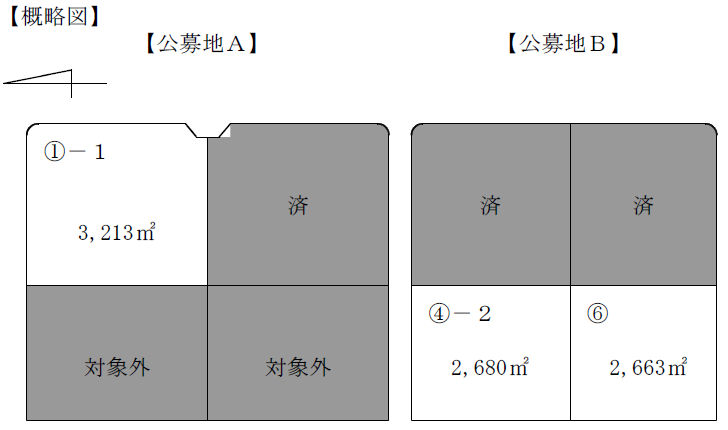 【概略図】
【公募地A】
【公募地B】
①-1
3,213㎡
済
済
済
対象外
対象外
④-2
2,680㎡
⑥
2,663㎡